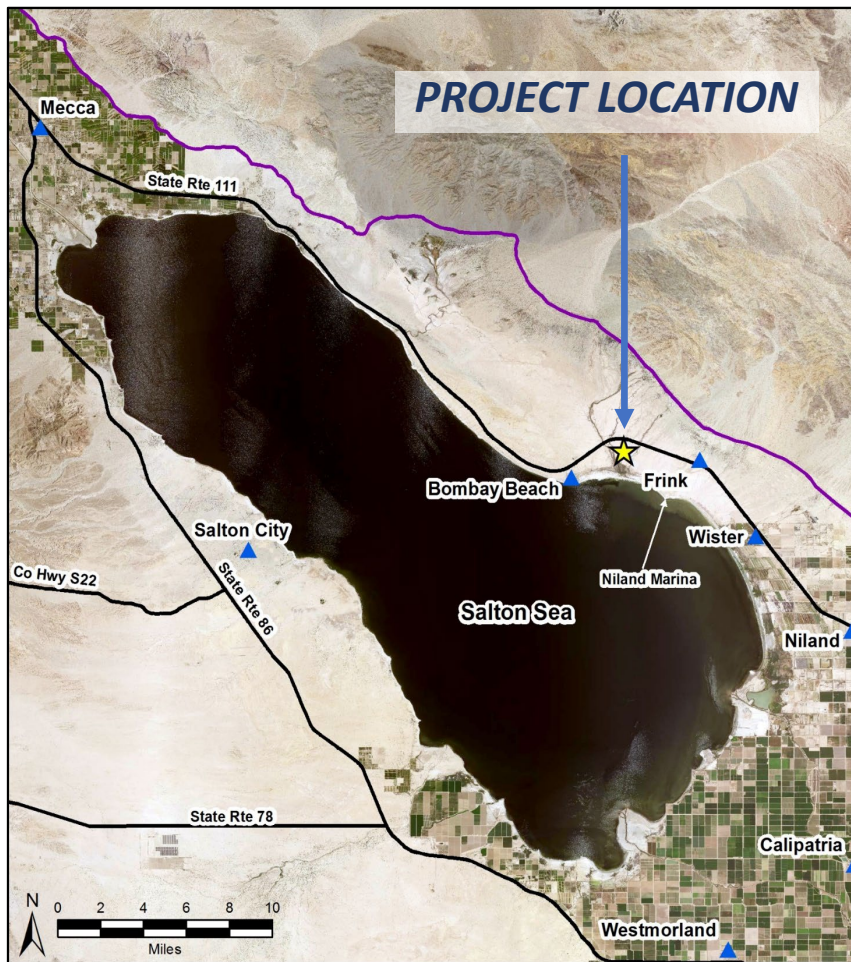 PROJECT LOCATION
Mecca
State Rte 111
Bombay Beach
Frink
Salton City
Wister
Co Hwy S22
Niland Marina
State Rte 86
Salton Sea
Niland
State Rte 78
Calipatria
N
0 2 4 6 8 10
Miles
Westmorland